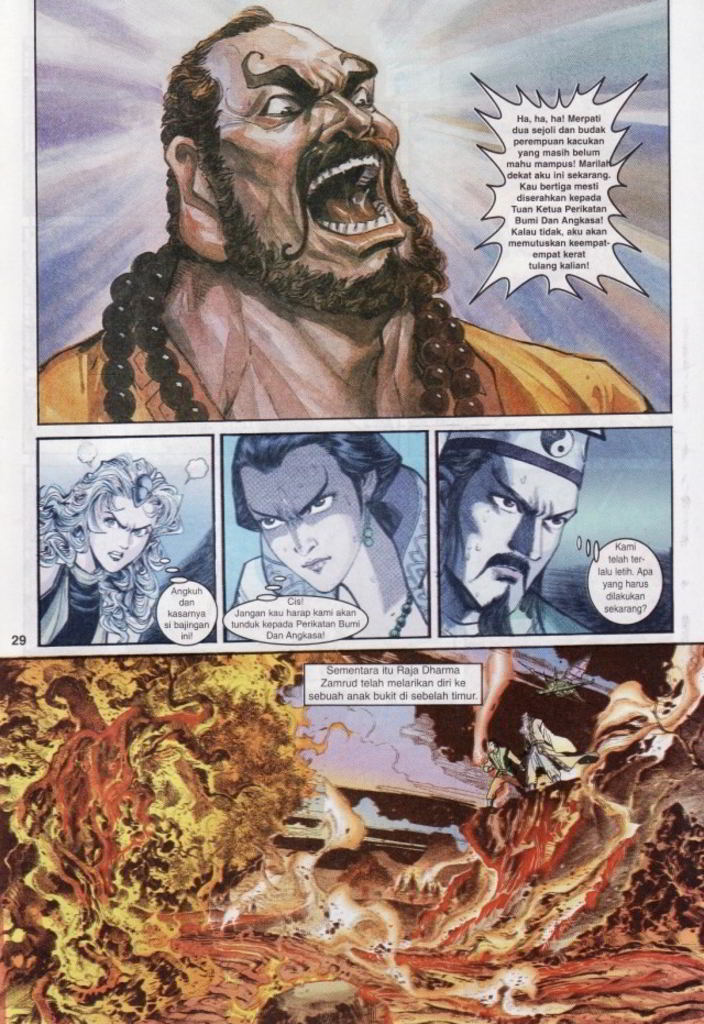 Ha, ha, ha! Merpati
dua sejoli dan budak
perempuan kacukan
yang masih belum
mahu mampus! Marilah
dekat aku ini sekarang.
Kau bertiga mesti
diserahkan kepada
Tuan Ketua Perikatan
Bumi Dan Angkasa!
Kalau tidak, aku akan
memutuskan keempat-
empat kerat
tulang kalian!
Angkuh
dan
kasarnya
si bajingan
ini!
Cis!
Jangan kau harap kami akan
tunduk kepada Perikatan Bumi
Dan Angkasa!
Kami
telah ter-
lalu letih. Apa
yang harus
dilakukan
sekarang?
29
Sementara itu Raja Dharma
Zamrud telah melarikan diri ke
sebuah anak bukit di sebelah timur.